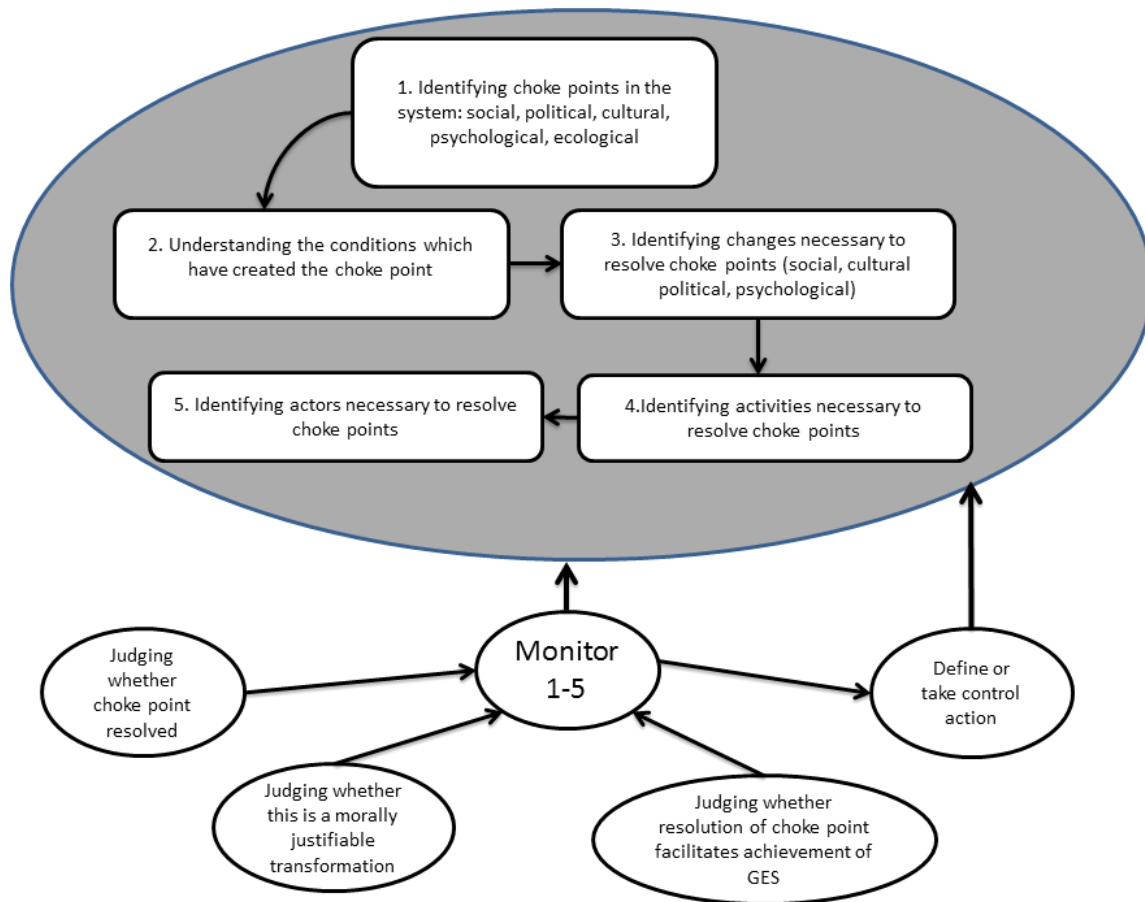 1. Identifying choke points in the
system: social, political, cultural,
psychological, ecological
2. Understanding the conditions which
have created the choke point
3. Identifying changes necessary to
resolve choke points (social, cultural
political, psychological)
5. Identifying actors necessary to resolve
choke points
4.Identifying activities necessary to
resolve choke points
Judging
whether
choke point
resolved
Monitor
1-5
Define or
take control
action
Judging whether
this is a morally
justifiable
transformation
Judging whether
resolution of choke point
facilitates achievement of
GES